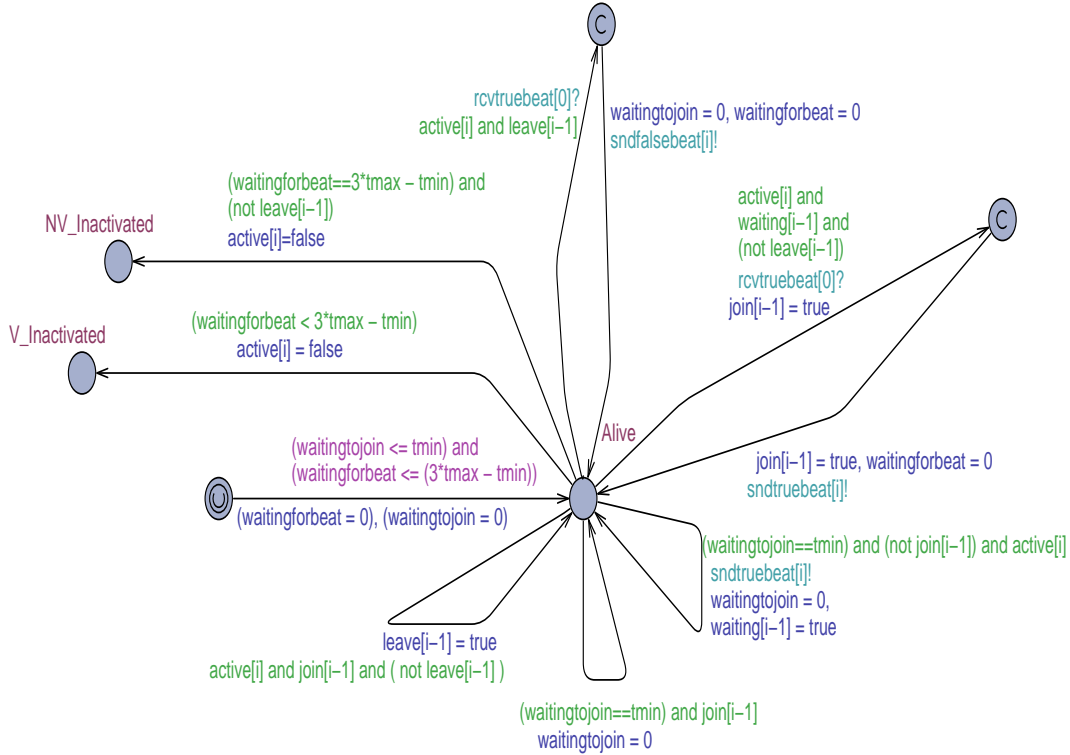 C
rcvtruebeat[0]?
active[i] and leave[i−1]
waitingtojoin = 0, waitingforbeat = 0
sndfalsebeat[i]!
(waitingforbeat==3*tmax − tmin) and
(not leave[i−1])
active[i]=false
NV_Inactivated
active[i] and
waiting[i−1] and
(not leave[i−1])
rcvtruebeat[0]?
join[i−1] = true
C
(waitingforbeat < 3*tmax − tmin)
active[i] = false
V_Inactivated
Alive
(waitingtojoin <= tmin) and
(waitingforbeat <= (3*tmax − tmin))
U
(waitingforbeat = 0), (waitingtojoin = 0)
join[i−1] = true, waitingforbeat = 0
sndtruebeat[i]!
(waitingtojoin==tmin) and (not join[i−1]) and active[i]
sndtruebeat[i]!
waitingtojoin = 0,
waiting[i−1] = true
leave[i−1] = true
active[i] and join[i−1] and ( not leave[i−1] )
(waitingtojoin==tmin) and join[i−1]
waitingtojoin = 0